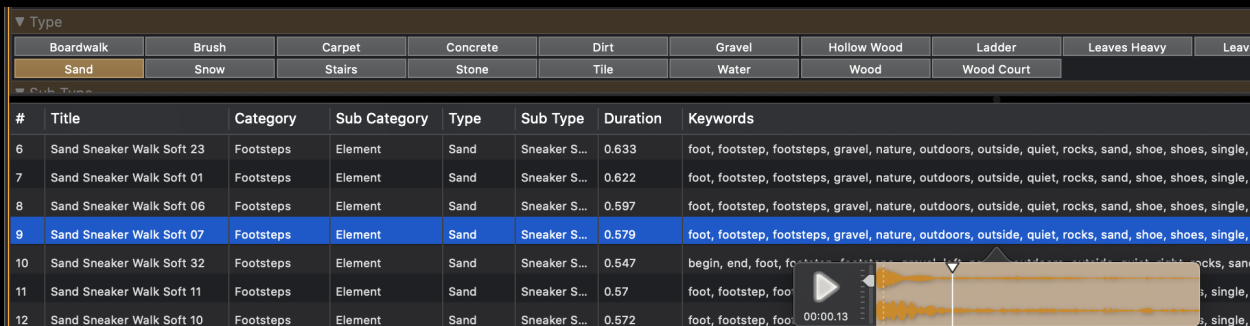 ▼ Type
Boardwalk Brush Carpet Concrete Dirt Gravel Hollow Wood Ladder Leaves Heavy Leav
Sand Snow Stairs Stone Tile Water Wood Wood Court
▼ Sub Type
# Title Category Sub Category Type Sub Type Duration Keywords
6 Sand Sneaker Walk Soft 23 Footsteps Element Sand Sneaker S... 0.633 foot, footstep, footsteps, gravel, nature, outdoors, outside, quiet, rocks, sand, shoe, shoes, single,
7 Sand Sneaker Walk Soft 01 Footsteps Element Sand Sneaker S... 0.622 foot, footstep, footsteps, gravel, nature, outdoors, outside, quiet, rocks, sand, shoe, shoes, single,
8 Sand Sneaker Walk Soft 06 Footsteps Element Sand Sneaker S... 0.597 foot, footstep, footsteps, gravel, nature, outdoors, outside, quiet, rocks, sand, shoe, shoes, single,
9 Sand Sneaker Walk Soft 07 Footsteps Element Sand Sneaker S... 0.579 foot, footstep, footsteps, gravel, nature, outdoors, outside, quiet, rocks, sand, shoe, shoes, single,
10 Sand Sneaker Walk Soft 32 Footsteps Element Sand Sneaker S... 0.547 begin, end, foot,
11 Sand Sneaker Walk Soft 11 Footsteps Element Sand Sneaker S... 0.57 foot, footstep, foo s, single,
12 Sand Sneaker Walk Soft 10 Footsteps Element Sand Sneaker S... 0.572 foot, footstep, foo s, single,
00:00.13